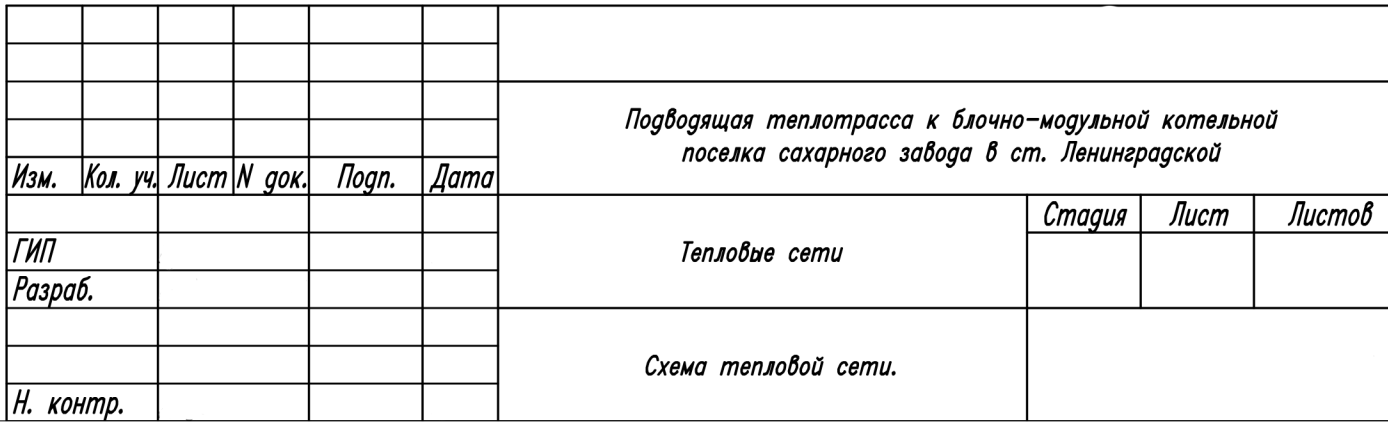 Подводящая теплотрасса к блочно-модульной котельной
поселка сахарного завода в ст. Ленинградской
Изм. Кол. уч. Лист N док. Подп. Дата
Стадия Лист Листов
ГИП
Тепловые сети
Разраб.
Схема тепловой сети.
Н. контр.